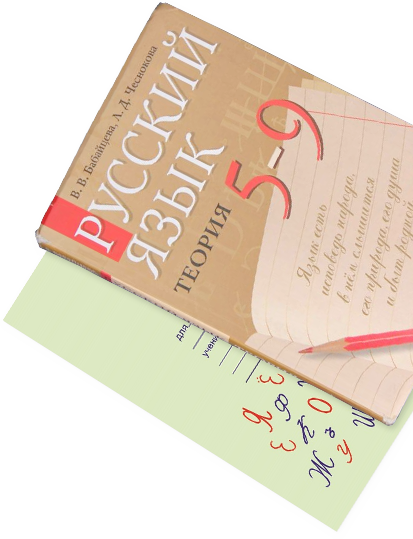 В. В. Бабайцева, Л. Д. Чеснокова
РУССКИЙ
ЯЗЫК
ТЕОРИЯ
5-9
Язык есть
исповедь народа,
в нём слышится
его природа, его душа
и быт родной
для
учени
Ё Я Ё
Ж К Ф
У з О
Ш